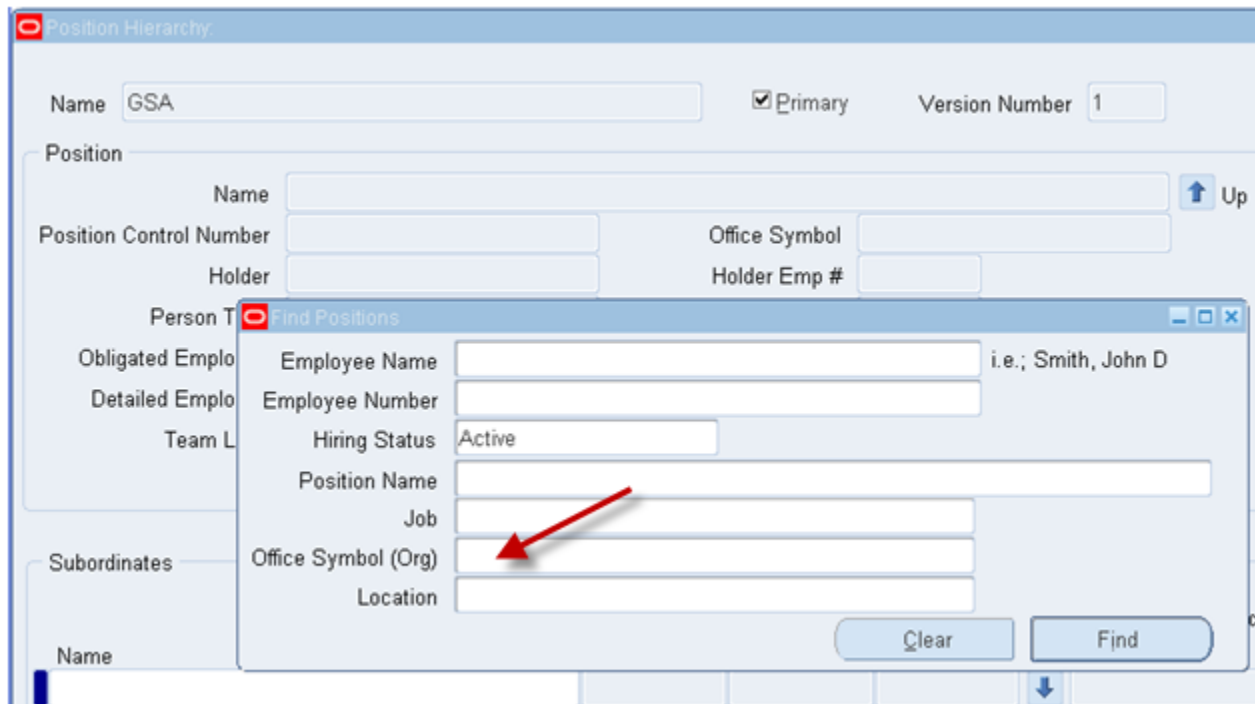 Position Hierarchy:
Name GSA Primary Version Number 1
Position
Name Up
Position Control Number Office Symbol
Holder Holder Emp #
Person T
Find Positions
Obligated Emplo
Employee Name i.e.; Smith, John D
Detailed Emplo
Employee Number
Team L
Hiring Status Active
Position Name
Job
Office Symbol (Org)
Location
Subordinates
Clear Find
Name